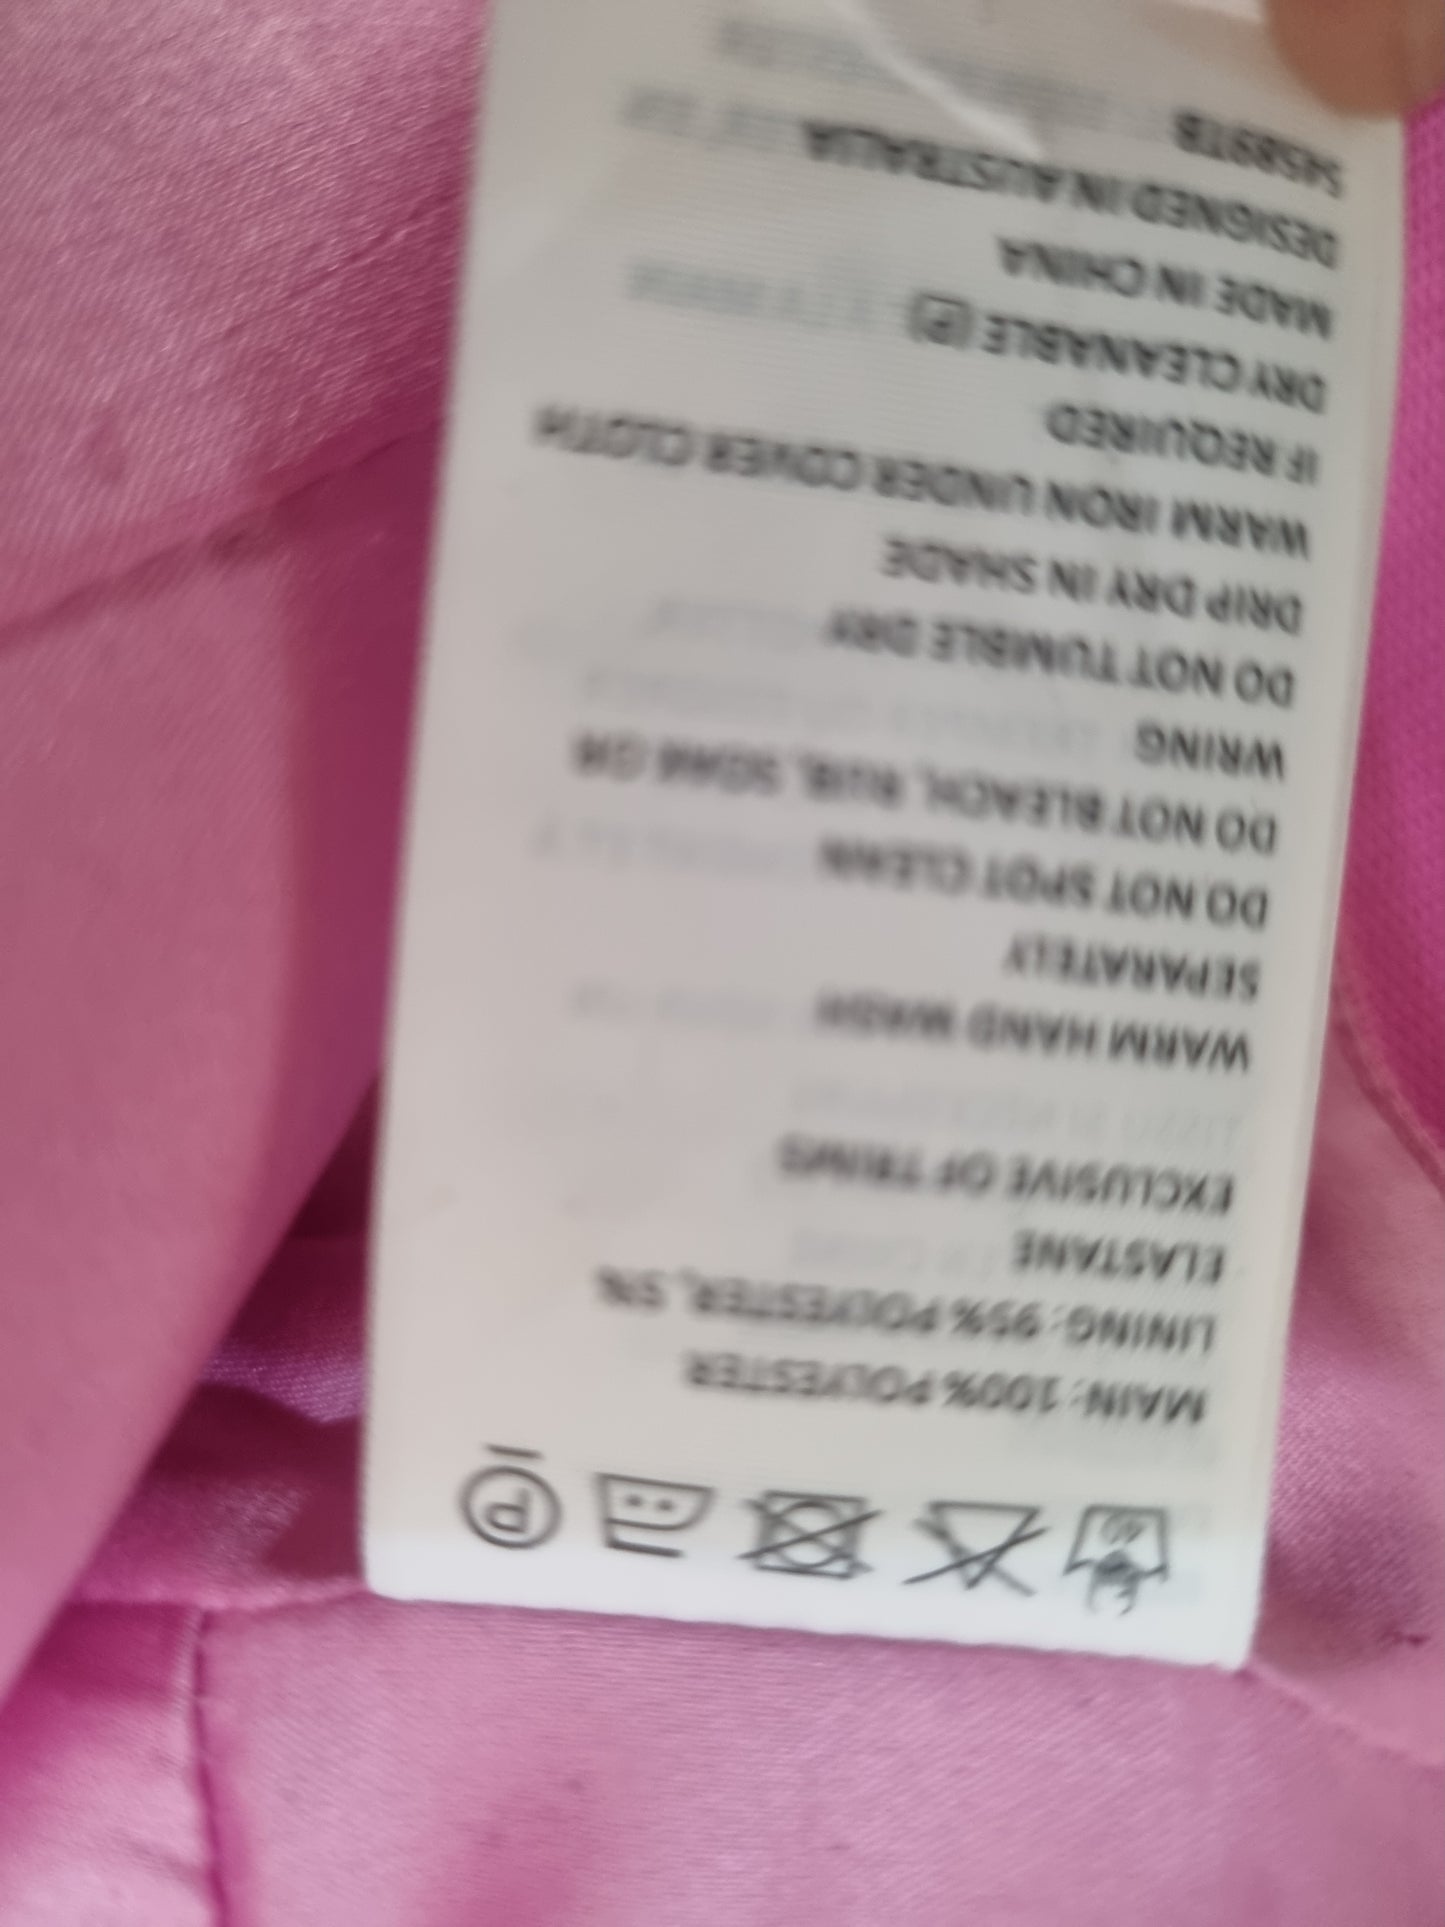 40
P
MAIN: 100% POLYESTER
LINING: 95% POLYESTER, 5%
ELASTANE
EXCLUSIVE OF TRIMS
WARM HAND WASH
SEPARATELY
DO NOT SPOT CLEAN
DO NOT BLEACH, RUB, SOAK OR
WRING
DO NOT TUMBLE DRY
DRIP DRY IN SHADE
WARM IRON UNDER COVER CLOTH
IF REQUIRED
DRY CLEANABLE (P)
MADE IN CHINA
DESIGNED IN AUSTRALIA
54589TB